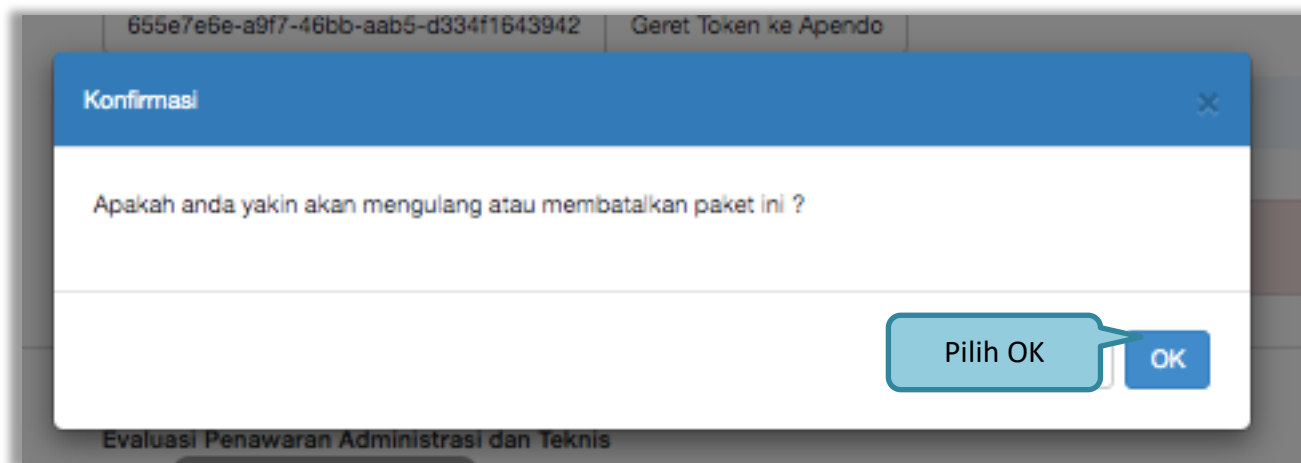 655e7e6e-a9f7-46bb-aab5-d334f1643942 Geret Token ke Apendo
Konfirmasi ×
Apakah anda yakin akan mengulang atau membatalkan paket ini ?
Pilih OK OK
Evaluasi Penawaran Administrasi dan Teknis